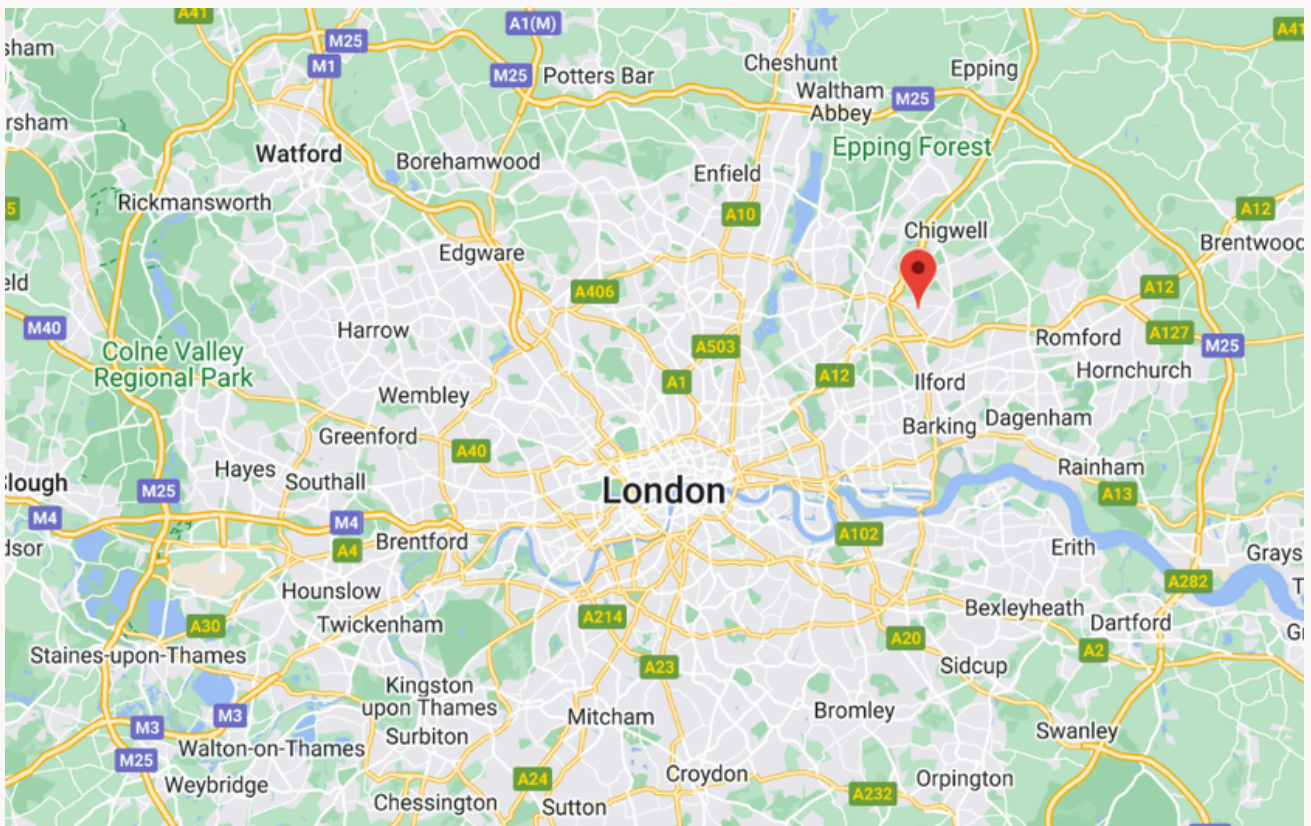 A41
A1(M)
A41
sham
M25
M1
M25
Potters Bar
Cheshunt
Epping
Waltham
Abbey
M25
rsham
Watford
Borehamwood
Epping Forest
Enfield
Rickmansworth
5
A10
A12
Chigwell
Brentwood
Edgware
eld
A406
A12
M40
Harrow
A503
Romford
A127
M25
Colne Valley
Regional Park
Hornchurch
A1
A12
Ilford
Wembley
Barking
Dagenham
Greenford
A40
Hayes
Southall
Rainham
Slough
M25
London
A13
M4
M4
A4
Brentford
A102
dsor
Erith
Grays
A282
T
Hounslow
Bexleyheath
Dartford
Gr
A30
Twickenham
A214
A20
A2
Staines-upon-Thames
A23
Sidcup
Kingston
upon Thames
Mitcham
Bromley
M3
M3
Surbiton
Swanley
Walton-on-Thames
M25
Weybridge
A24
Croydon
Orpington
Chessington
Sutton
A232